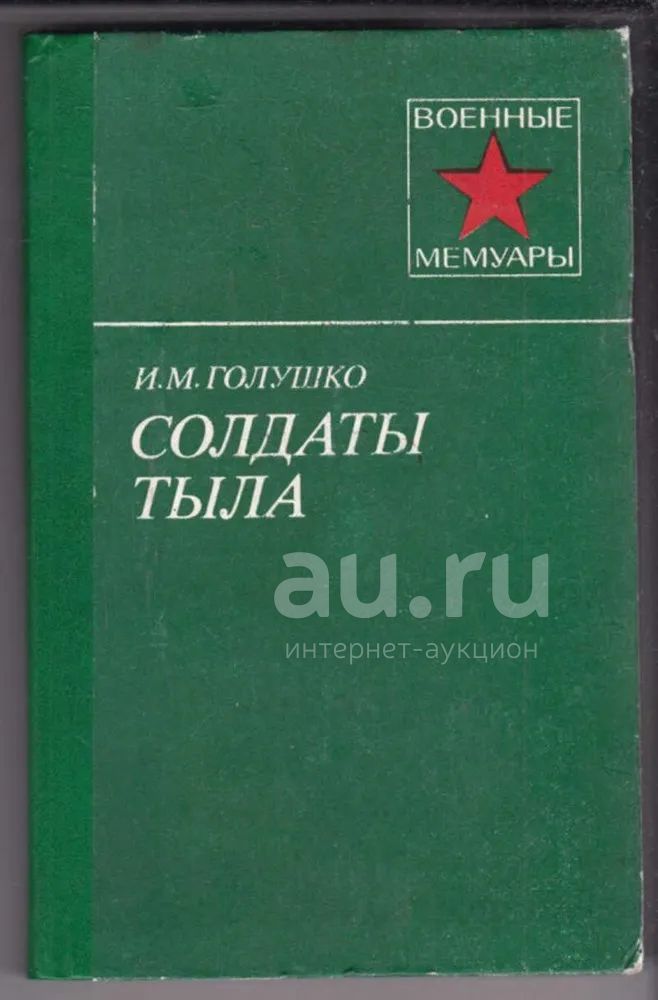 ВОЕННЫЕ
МЕМУАРЫ
И.М.ГОЛУШКО
СОЛДАТЫ
ТЫЛА
au.ru
интернет-аукцион